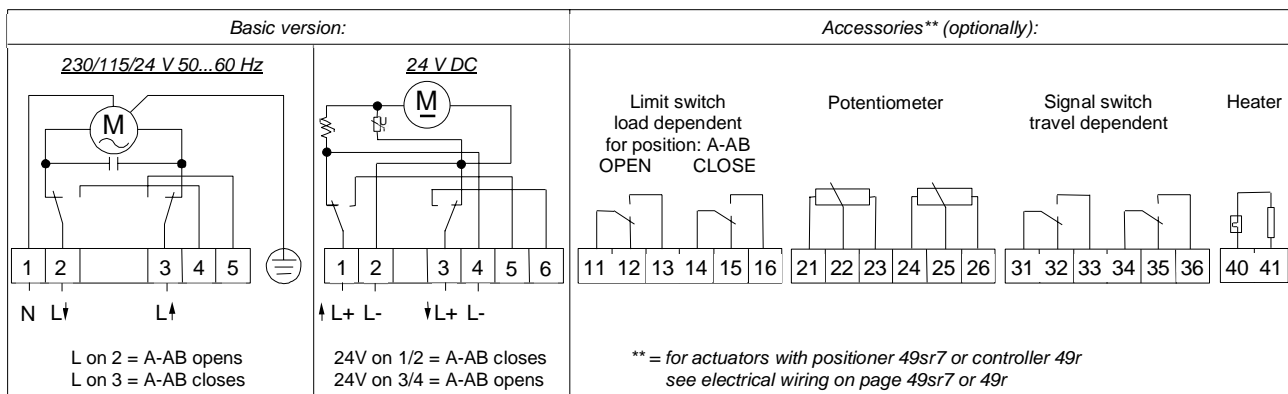 Basic version:
Accessories** (optionally):
230/115/24 V 50...60 Hz
24 V DC
M
M
Limit switch
load dependent
for position: A-AB
OPEN CLOSE
Potentiometer
Signal switch
travel dependent
Heater
1 2 3 4 5
1 2 3 4 5 6
11 12 13 14 15 16
21 22 23 24 25 26
31 32 33 34 35 36
40 41
N L L
L+ L- L+ L-
L on 2 = A-AB opens
L on 3 = A-AB closes
24V on 1/2 = A-AB closes
24V on 3/4 = A-AB opens
** = for actuators with positioner 49sr7 or controller 49r
see electrical wiring on page 49sr7 or 49r